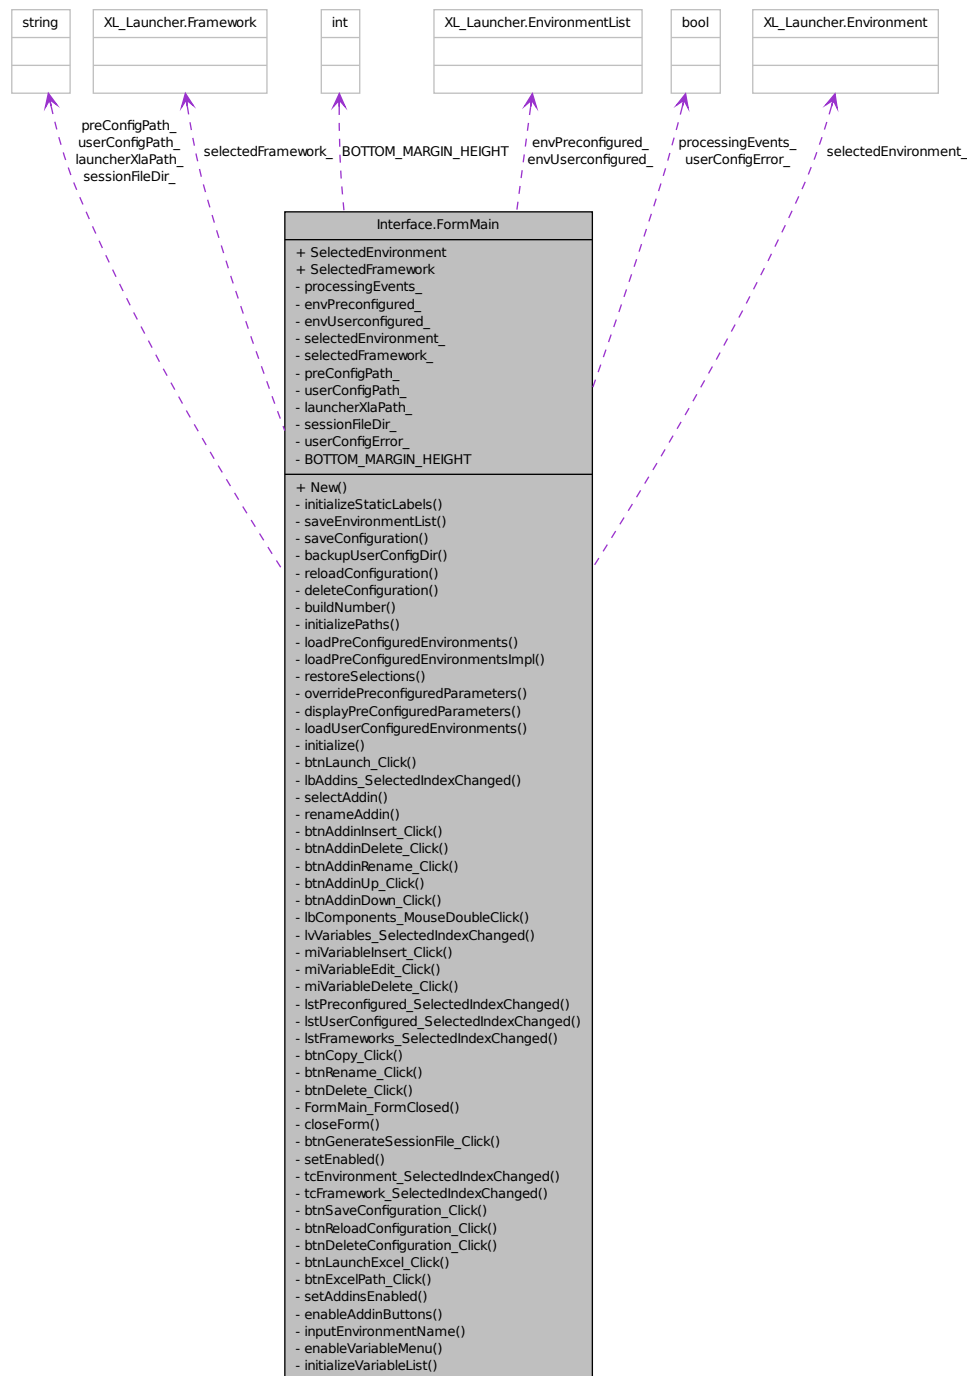 string
XL_Launcher.Framework
int
XL_Launcher.EnvironmentList
bool
XL_Launcher.Environment
preConfigPath_
userConfigPath_
launcherXlaPath_
sessionFileDir_
selectedFramework_
BOTTOM_MARGIN_HEIGHT
envPreconfigured_
envUserconfigured_
processingEvents_
userConfigError_
selectedEnvironment_
Interface.FormMain
+ SelectedEnvironment
+ SelectedFramework
- processingEvents_
- envPreconfigured_
- envUserconfigured_
- selectedEnvironment_
- selectedFramework_
- preConfigPath_
- userConfigPath_
- launcherXlaPath_
- sessionFileDir_
- userConfigError_
- BOTTOM_MARGIN_HEIGHT
+ New()
- initializeStaticLabels()
- saveEnvironmentList()
- saveConfiguration()
- backupUserConfigDir()
- reloadConfiguration()
- deleteConfiguration()
- buildNumber()
- initializePaths()
- loadPreConfiguredEnvironments()
- loadPreConfiguredEnvironmentsImpl()
- restoreSelections()
- overridePreconfiguredParameters()
- displayPreConfiguredParameters()
- loadUserConfiguredEnvironments()
- initialize()
- btnLaunch_Click()
- lbAddins_SelectedIndexChanged()
- selectAddin()
- renameAddin()
- btnAddinInsert_Click()
- btnAddinDelete_Click()
- btnAddinRename_Click()
- btnAddinUp_Click()
- btnAddinDown_Click()
- lbComponents_MouseDoubleClick()
- lvVariables_SelectedIndexChanged()
- miVariableInsert_Click()
- miVariableEdit_Click()
- miVariableDelete_Click()
- lstPreconfigured_SelectedIndexChanged()
- lstUserConfigured_SelectedIndexChanged()
- lstFrameworks_SelectedIndexChanged()
- btnCopy_Click()
- btnRename_Click()
- btnDelete_Click()
- FormMain_FormClosed()
- closeForm()
- btnGenerateSessionFile_Click()
- setEnabled()
- tcEnvironment_SelectedIndexChanged()
- tcFramework_SelectedIndexChanged()
- btnSaveConfiguration_Click()
- btnReloadConfiguration_Click()
- btnDeleteConfiguration_Click()
- btnLaunchExcel_Click()
- btnExcelPath_Click()
- setAddinsEnabled()
- enableAddinButtons()
- inputEnvironmentName()
- enableVariableMenu()
- initializeVariableList()